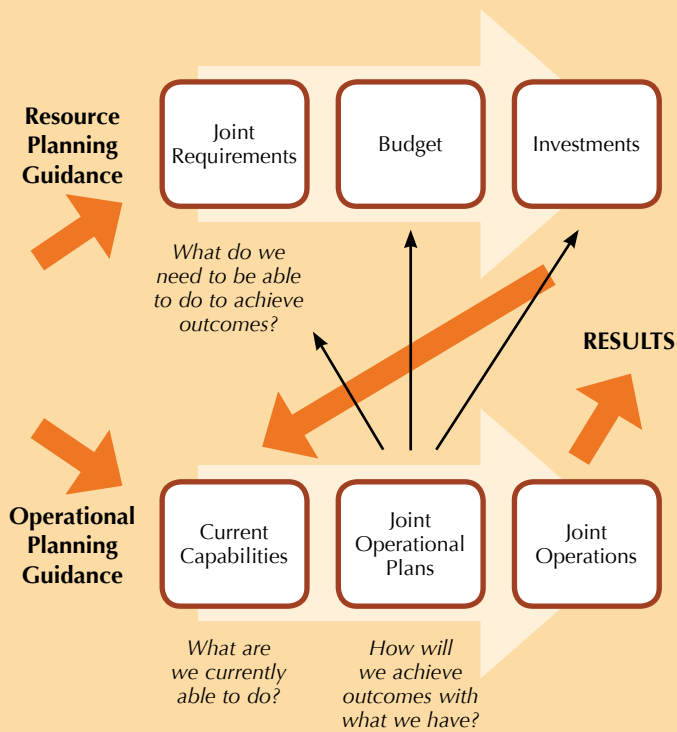 Resource
Planning
Guidance
Joint
Requirements
Budget
Investments
What do we
need to be able
to do to achieve
outcomes?
RESULTS
Operational
Planning
Guidance
Current
Capabilities
Joint
Operational
Plans
Joint
Operations
What are
we currently
able to do?
How will
we achieve
outcomes with
what we have?